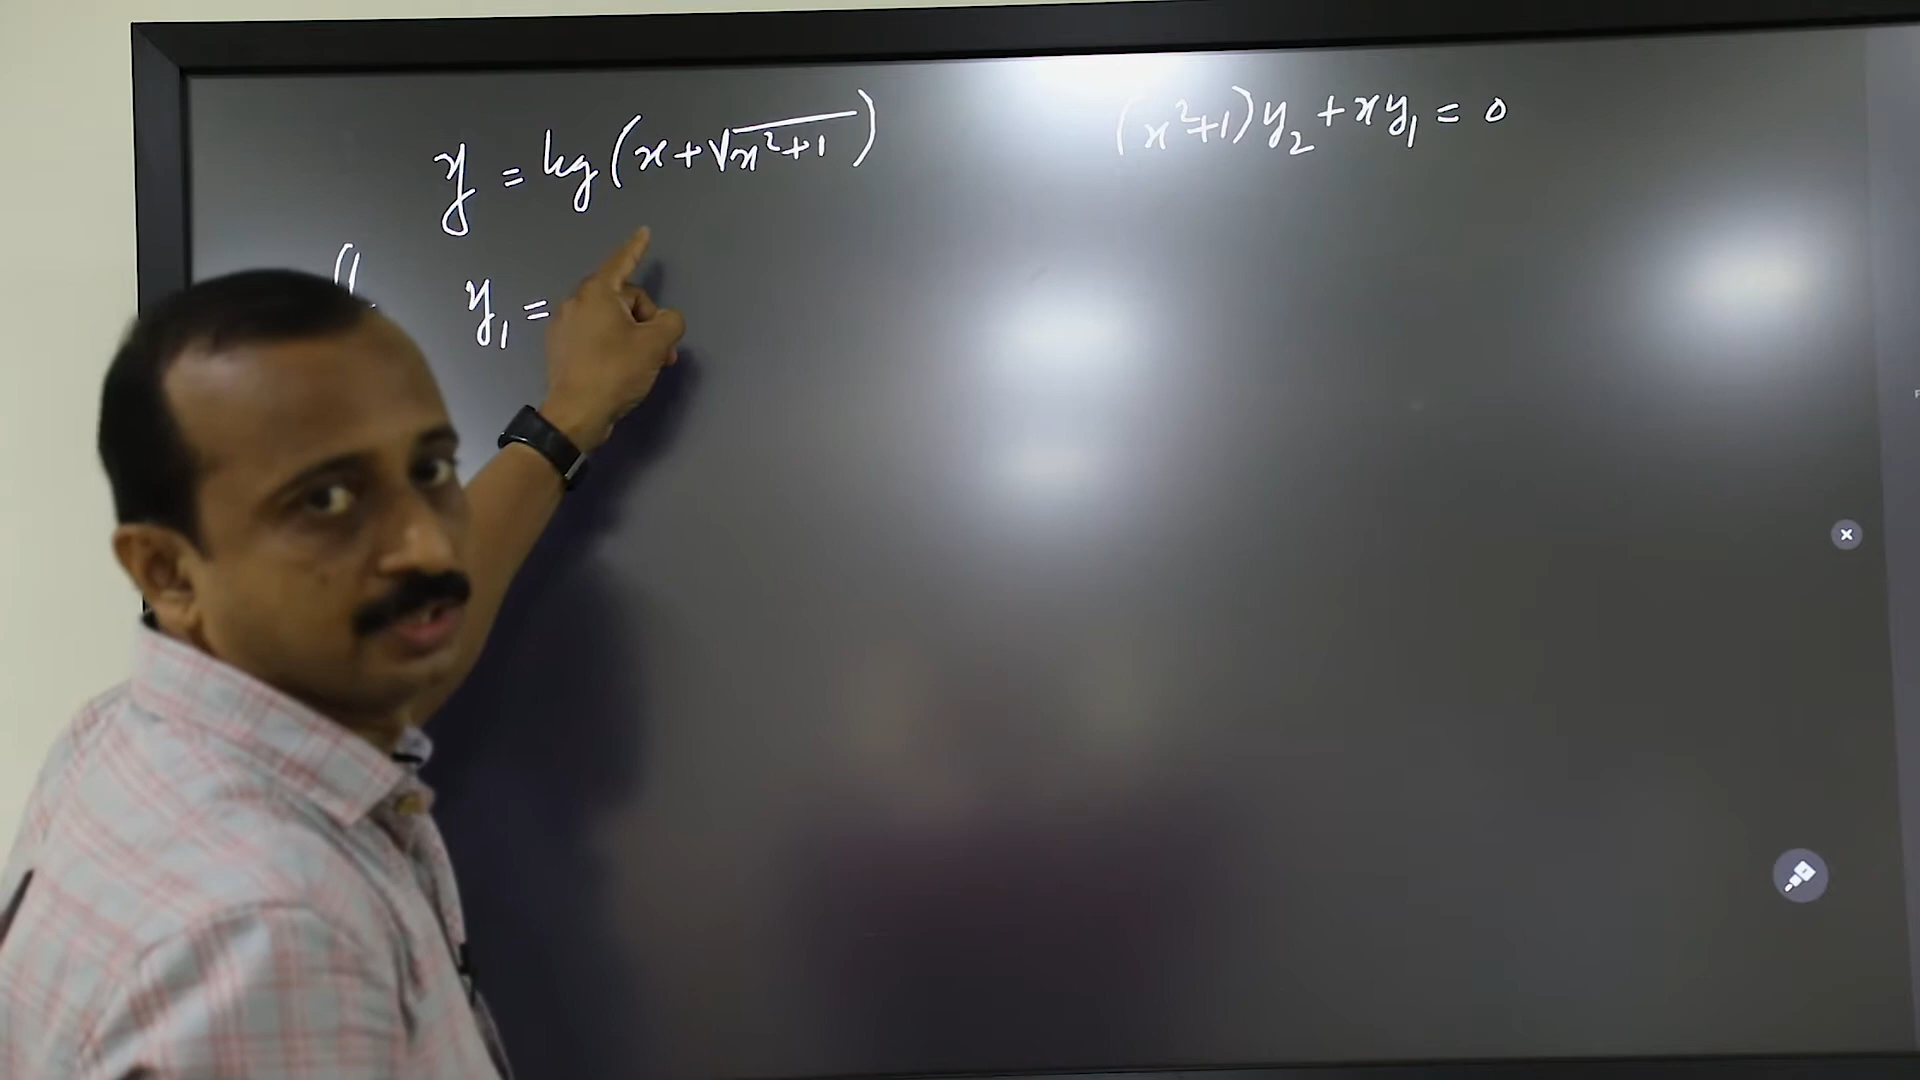 y = log(x+√x²+1)
(x²+1)y₂+xy₁ = 0
y₁ =